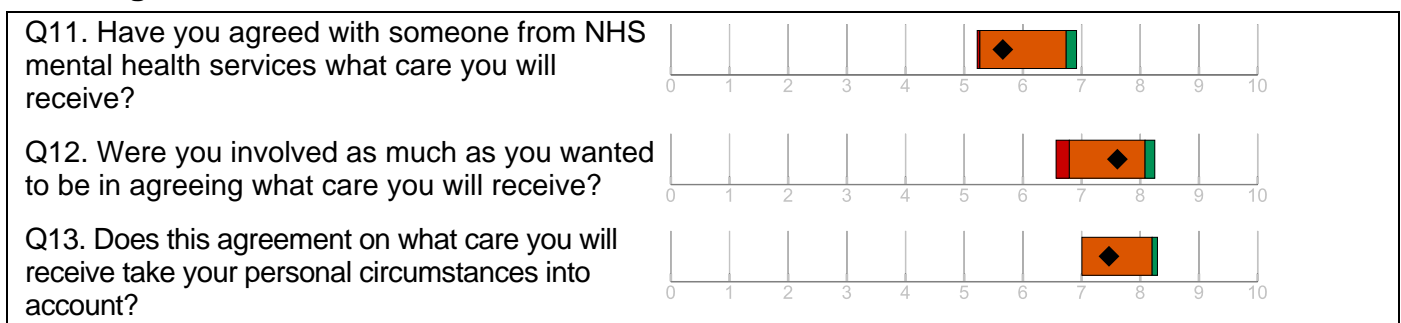 Q11. Have you agreed with someone from NHS
mental health services what care you will
receive?
0 1 2 3 4 5 6 7 8 9 10
Q12. Were you involved as much as you wanted
to be in agreeing what care you will receive?
0 1 2 3 4 5 6 7 8 9 10
Q13. Does this agreement on what care you will
receive take your personal circumstances into
account?
0 1 2 3 4 5 6 7 8 9 10